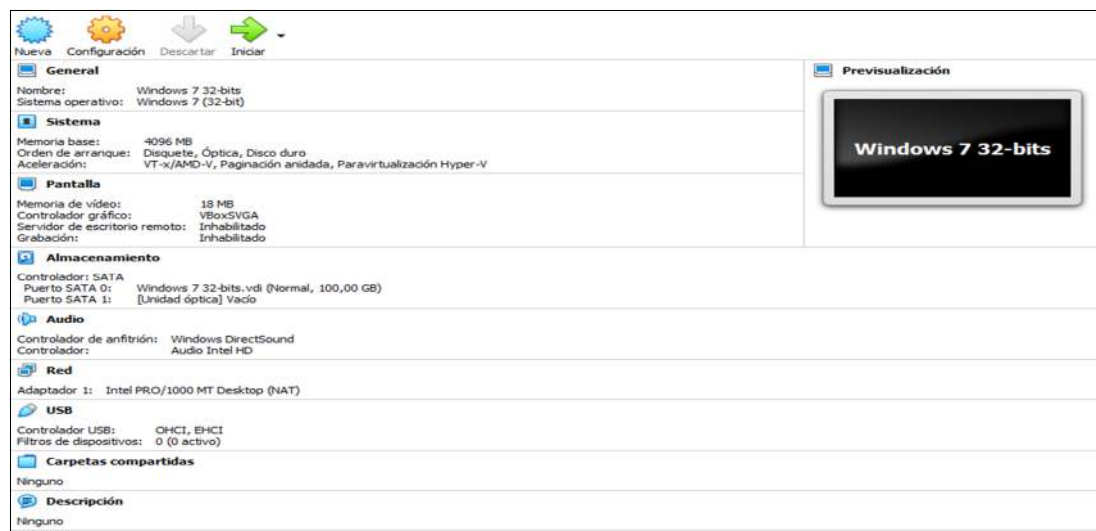 Nueva Configuración Descartar Iniciar
General
Nombre: Windows 7 32-bits
Sistema operativo: Windows 7 (32-bit)
Sistema
Memoria base: 4096 MB
Orden de arranque: Disquete, Óptica, Disco duro
Aceleración: VT-x/AMD-V, Paginación anidada, Paravirtualización Hyper-V
Pantalla
Memoria de vídeo: 18 MB
Controlador gráfico: VBoxSVGA
Servidor de escritorio remoto: Inhabilitado
Grabación: Inhabilitado
Previsualización
Windows 7 32-bits
Almacenamiento
Controlador: SATA
Puerto SATA 0: Windows 7 32-bits.vdi (Normal, 100,00 GB)
Puerto SATA 1: [Unidad óptica] Vacío
Audio
Controlador de anfitrión: Windows DirectSound
Controlador: Audio Intel HD
Red
Adaptador 1: Intel PRO/1000 MT Desktop (NAT)
USB
Controlador USB: OHCI, EHCI
Filtros de dispositivos: 0 (0 activo)
Carpetas compartidas
Ninguno
Descripción
Ninguno